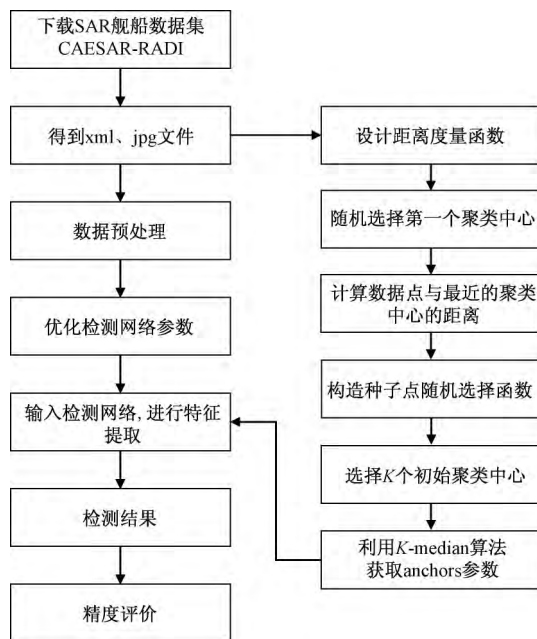 下载SAR舰船数据集
CAESAR-RADI
得到xml、jpg文件
数据预处理
优化检测网络参数
输入检测网络, 进行特征
提取
检测结果
精度评价
设计距离度量函数
随机选择第一个聚类中心
计算数据点与最近的聚类
中心的距离
构造种子点随机选择函数
选择K个初始聚类中心
利用K-median算法
获取anchors参数